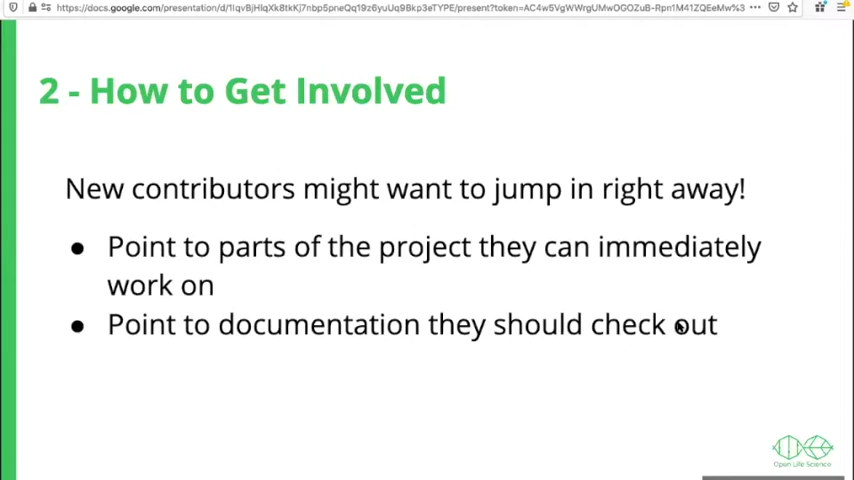 https://docs.google.com/presentation/d/1IqvBjHlqXk8tkKj7nbp5pneQq19z6yuUq9Bkp3eTYPE/present?token=AC4w5VgWWrgUMwOGOZuB-Rpn1M41ZQEeMw%3
2 - How to Get Involved
New contributors might want to jump in right away!
● Point to parts of the project they can immediately
work on
● Point to documentation they should check out
Open Life Science